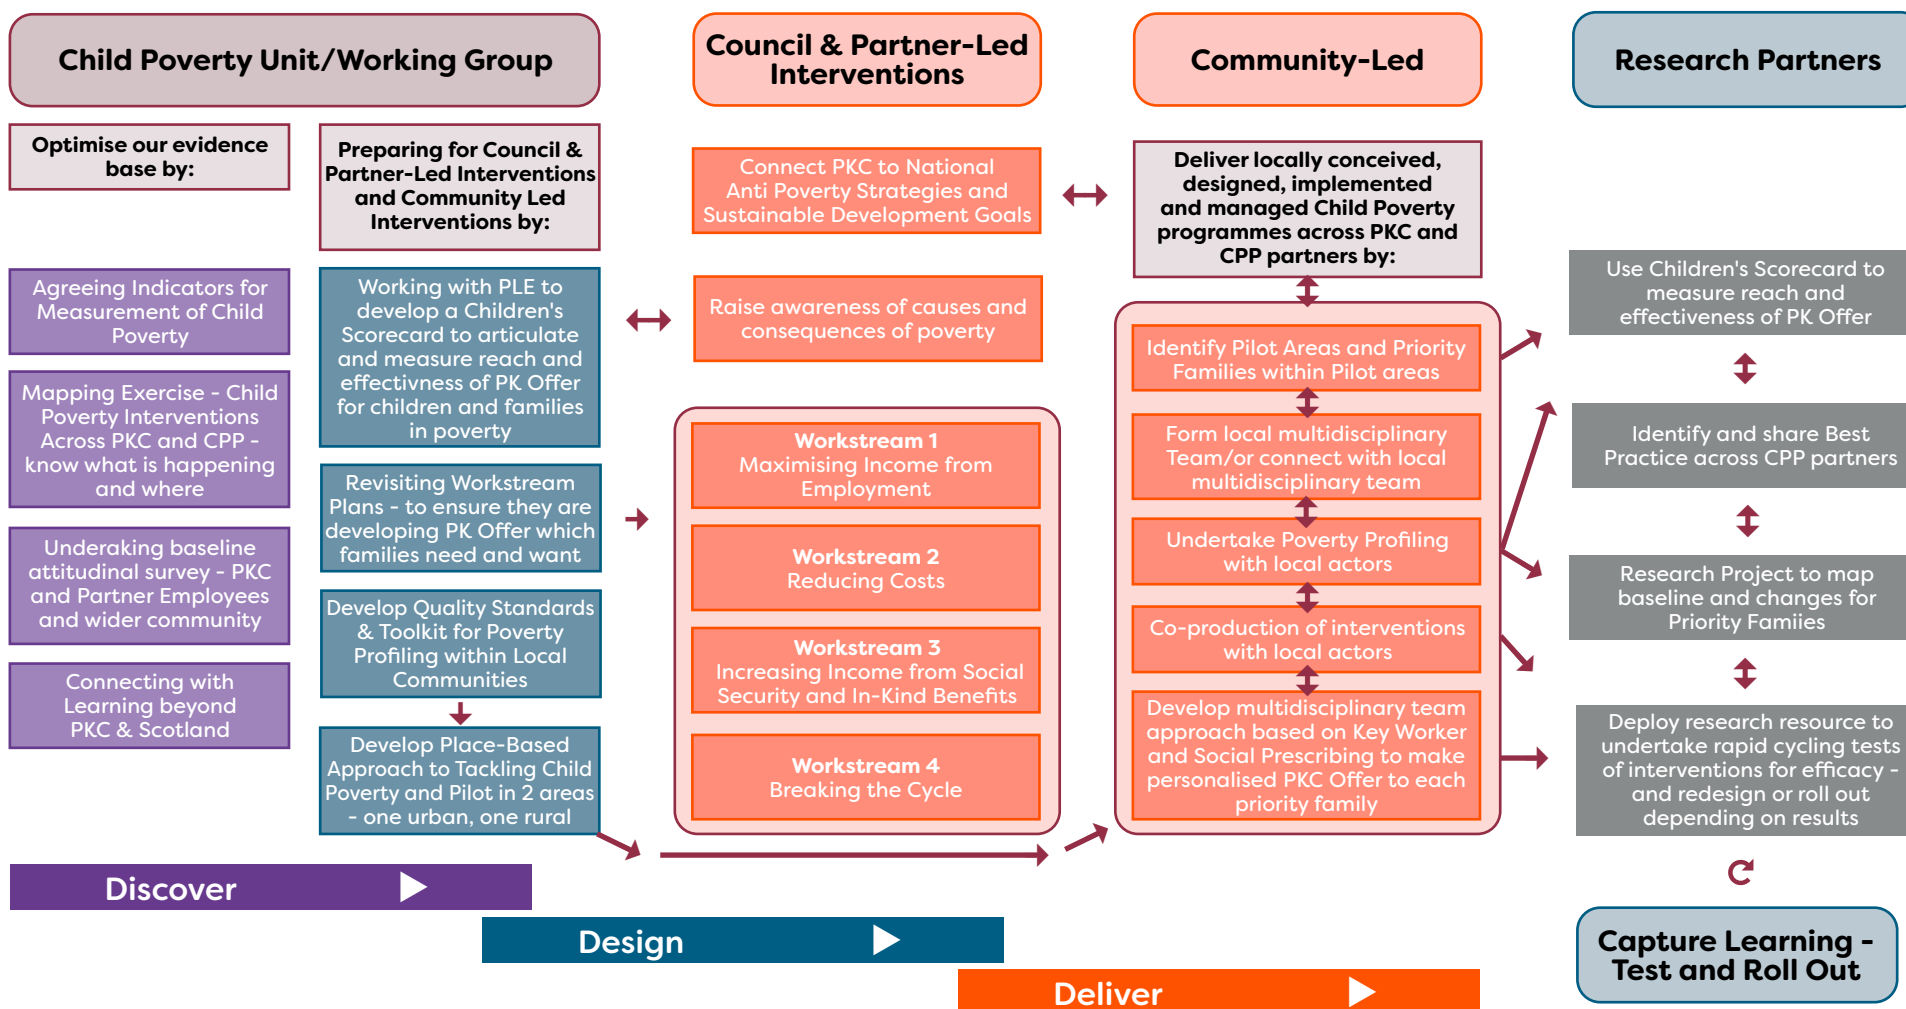 Child Poverty Unit/Working Group
Optimise our evidence
base by:
Agreeing Indicators for
Measurement of Child
Poverty
Mapping Exercise - Child
Poverty Interventions
Across PKC and CPP -
know what is happening
and where
Underaking baseline
attitudinal survey - PKC
and Partner Employees
and wider community
Connecting with
Learning beyond
PKC & Scotland
Preparing for Council &
Partner-Led Interventions
and Community Led
Interventions by:
Working with PLE to
develop a Children's
Scorecard to articulate
and measure reach and
effectivness of PK Offer
for children and families
in poverty
Revisiting Workstream
Plans - to ensure they are
developing PK Offer which
families need and want
Develop Quality Standards
& Toolkit for Poverty
Profiling within Local
Communities
Develop Place-Based
Approach to Tackling Child
Poverty and Pilot in 2 areas
- one urban, one rural
Council & Partner-Led
Interventions
Connect PKC to National
Anti Poverty Strategies and
Sustainable Development Goals
Raise awareness of causes and
consequences of poverty
Workstream 1
Maximising Income from
Employment
Workstream 2
Reducing Costs
Workstream 3
Increasing Income from Social
Security and In-Kind Benefits
Workstream 4
Breaking the Cycle
Community-Led
Deliver locally conceived,
designed, implemented
and managed Child Poverty
programmes across PKC and
CPP partners by:
Identify Pilot Areas and Priority
Families within Pilot areas
Form local multidisciplinary
Team/or connect with local
multidisciplinary team
Undertake Poverty Profiling
with local actors
Co-production of interventions
with local actors
Develop multidisciplinary team
approach based on Key Worker
and Social Prescribing to make
personalised PKC Offer to each
priority family
Research Partners
Use Children's Scorecard to
measure reach and
effectiveness of PK Offer
Identify and share Best
Practice across CPP partners
Research Project to map
baseline and changes for
Priority Famiies
Deploy research resource to
undertake rapid cycling tests
of interventions for efficacy -
and redesign or roll out
depending on results
Capture Learning -
Test and Roll Out
Discover
Design
Deliver